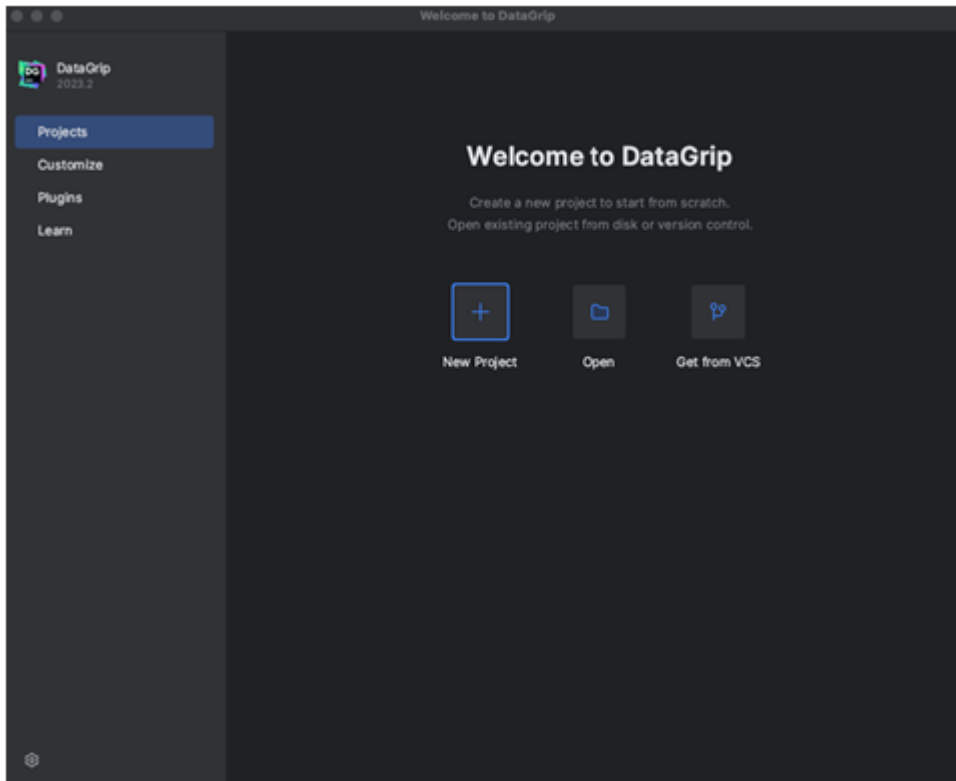 Welcome to DataGrip
DG
DataGrip
2023.2
Projects
Customize
Plugins
Learn
Welcome to DataGrip
Create a new project to start from scratch.
Open existing project from disk or version control.
New Project
Open
Get from VCS